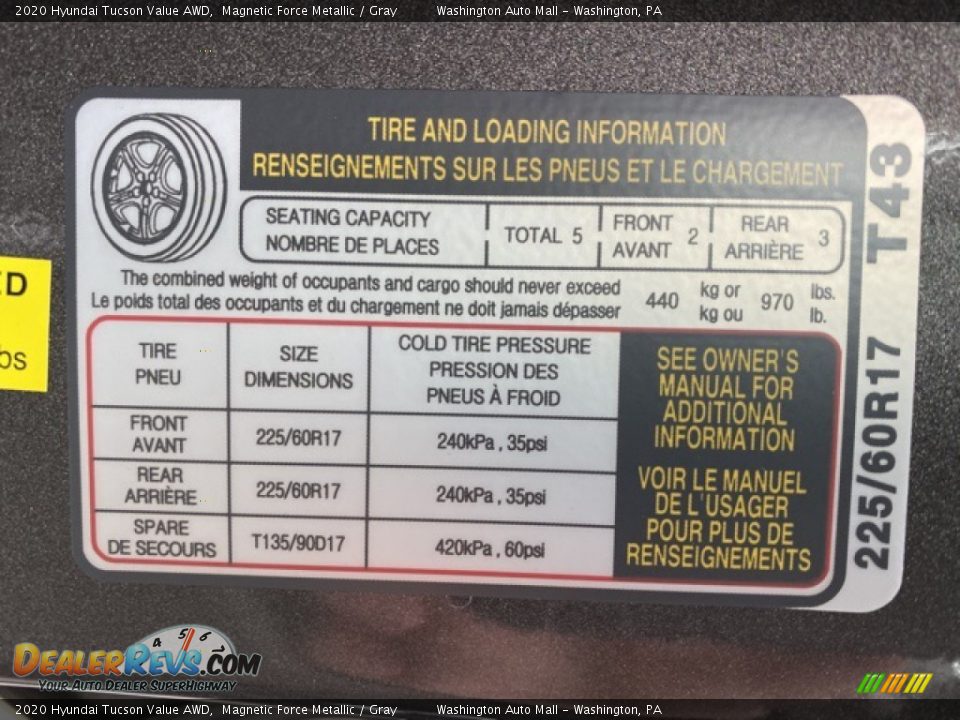 2020 Hyundai Tucson Value AWD, Magnetic Force Metallic / Gray Washington Auto Mall - Washington, PA
TIRE AND LOADING INFORMATION
RENSEIGNEMENTS SUR LES PNEUS ET LE CHARGEMENT
SEATING CAPACITY
NOMBRE DE PLACES
TOTAL 5
FRONT
AVANT 2
REAR
ARRIÈRE 3
The combined weight of occupants and cargo should never exceed
Le poids total des occupants et du chargement ne doit jamais dépasser
440 kg or
kg ou
970 lbs.
lb.
TIRE
PNEU
SIZE
DIMENSIONS
COLD TIRE PRESSURE
PRESSION DES
PNEUS À FROID
FRONT
AVANT
225/60R17
240kPa, 35psi
REAR
ARRIÈRE
225/60R17
240kPa, 35psi
SPARE
DE SECOURS
T135/90D17
420kPa, 60psi
SEE OWNER'S
MANUAL FOR
ADDITIONAL
INFORMATION
VOIR LE MANUEL
DE L'USAGER
POUR PLUS DE
RENSEIGNEMENTS
225/60R17 T43
ED
bs
4 5 6
DEALERREVS.COM
YOUR AUTO DEALER SUPERHIGHWAY
2020 Hyundai Tucson Value AWD, Magnetic Force Metallic / Gray Washington Auto Mall - Washington, PA